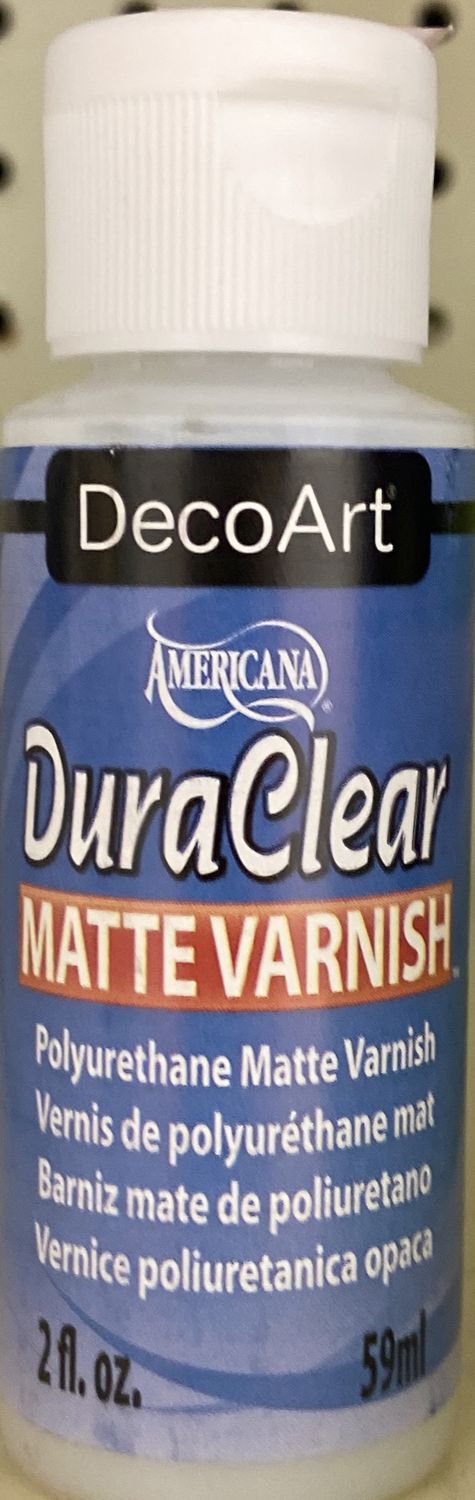 DecoArt®
AMERICANA®
DuraClear
MATTE VARNISH™
Polyurethane Matte Varnish
Vernis de polyuréthane mat
Barniz mate de poliuretano
Vernice poliuretanica opaca
2 fl. oz. 59ml